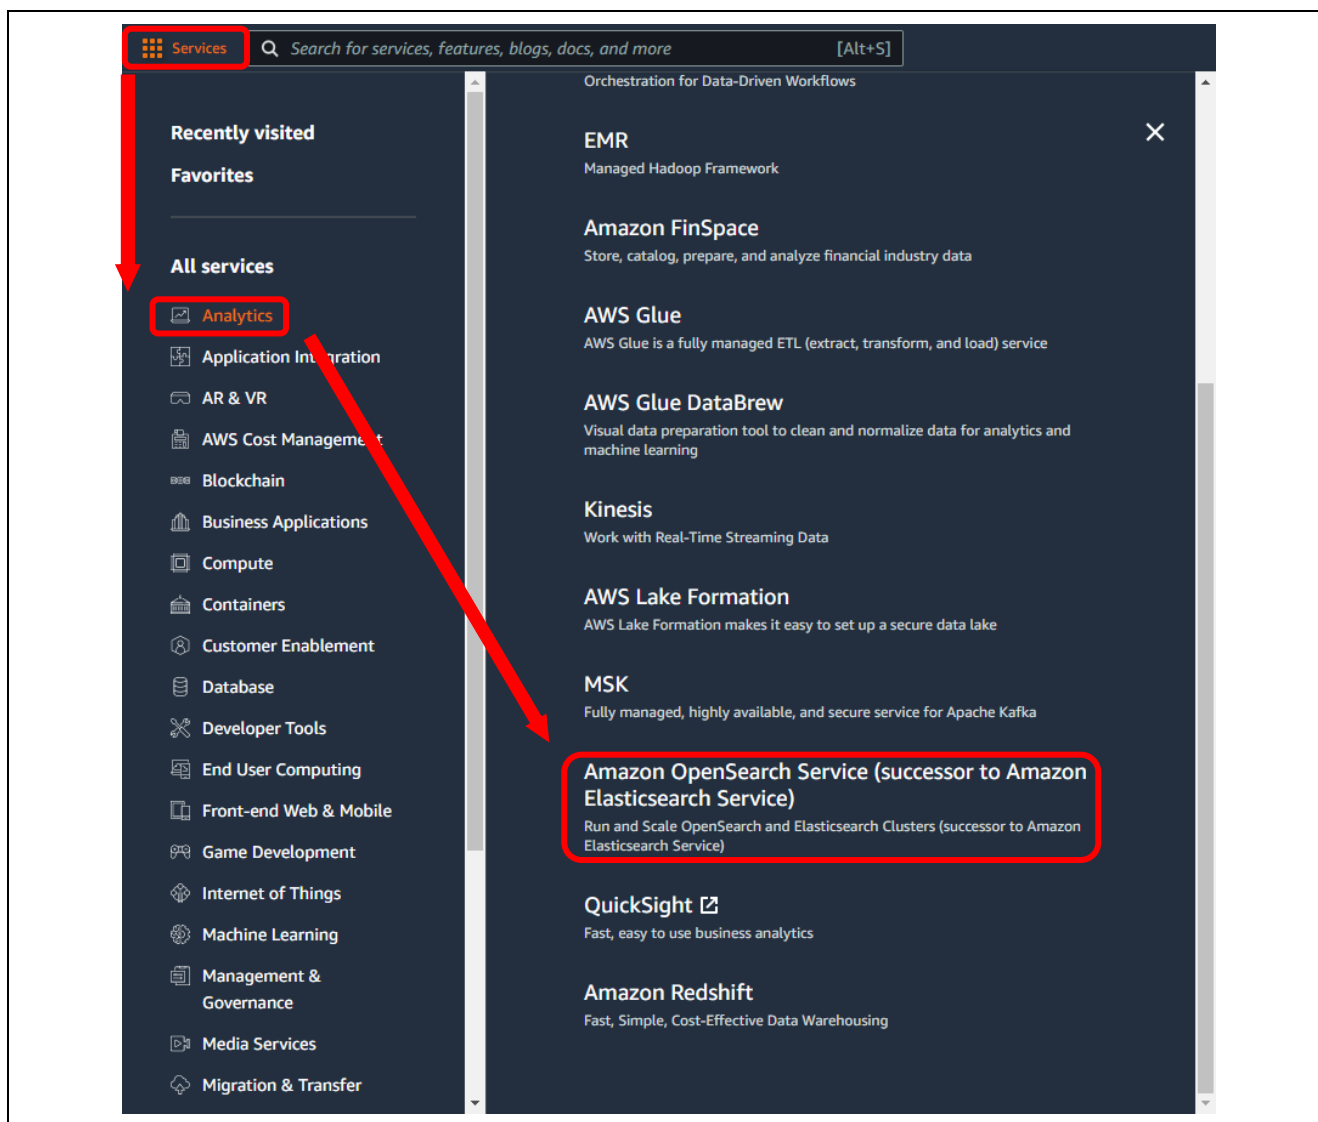 Services
Search for services, features, blogs, docs, and more [Alt+S]
Recently visited
Favorites
All services
Analytics
Application Integration
AR & VR
AWS Cost Management
Blockchain
Business Applications
Compute
Containers
Customer Enablement
Database
Developer Tools
End User Computing
Front-end Web & Mobile
Game Development
Internet of Things
Machine Learning
Management &
Governance
Media Services
Migration & Transfer
Orchestration for Data-Driven Workflows
EMR
Managed Hadoop Framework
Amazon FinSpace
Store, catalog, prepare, and analyze financial industry data
AWS Glue
AWS Glue is a fully managed ETL (extract, transform, and load) service
AWS Glue DataBrew
Visual data preparation tool to clean and normalize data for analytics and
machine learning
Kinesis
Work with Real-Time Streaming Data
AWS Lake Formation
AWS Lake Formation makes it easy to set up a secure data lake
MSK
Fully managed, highly available, and secure service for Apache Kafka
Amazon OpenSearch Service (successor to Amazon
Elasticsearch Service)
Run and Scale OpenSearch and Elasticsearch Clusters (successor to Amazon
Elasticsearch Service)
QuickSight
Fast, easy to use business analytics
Amazon Redshift
Fast, Simple, Cost-Effective Data Warehousing